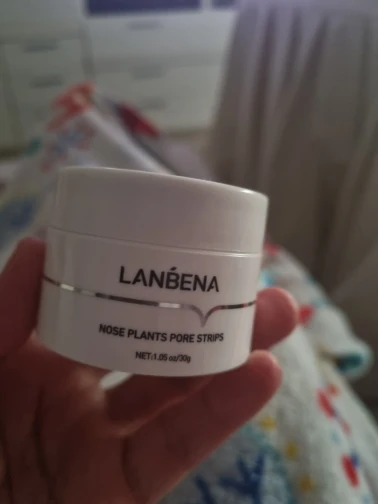 LANBENA
NOSE PLANTS PORE STRIPS
NET:1.05 oz/30g